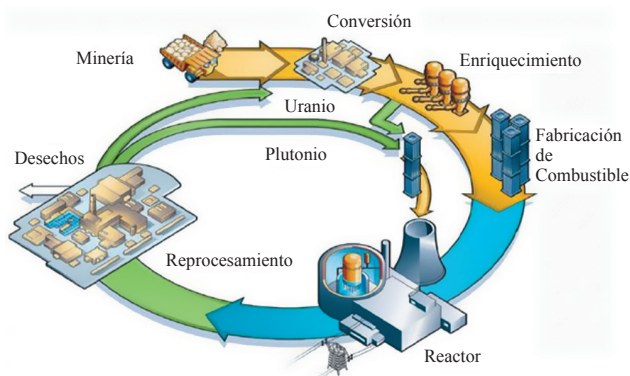 Conversión
Minería
Enriquecimiento
Uranio
Fabricación
de
Combustible
Plutonio
Desechos
Reprocesamiento
Reactor